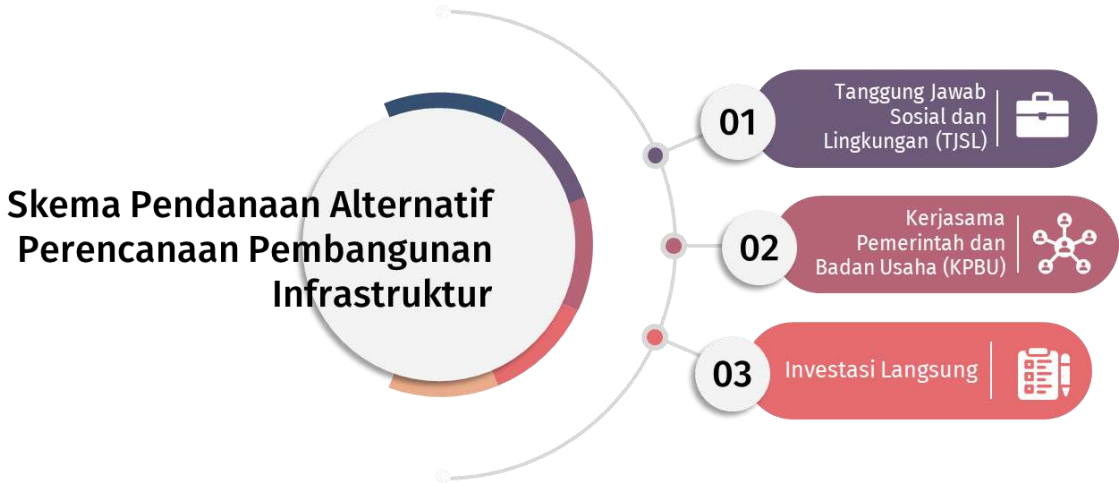 Skema Pendanaan Alternatif
Perencanaan Pembangunan
Infrastruktur
01
Tanggung Jawab
Sosial dan
Lingkungan (TJSL)
02
Kerjasama
Pemerintah dan
Badan Usaha (KPBU)
03
Investasi Langsung